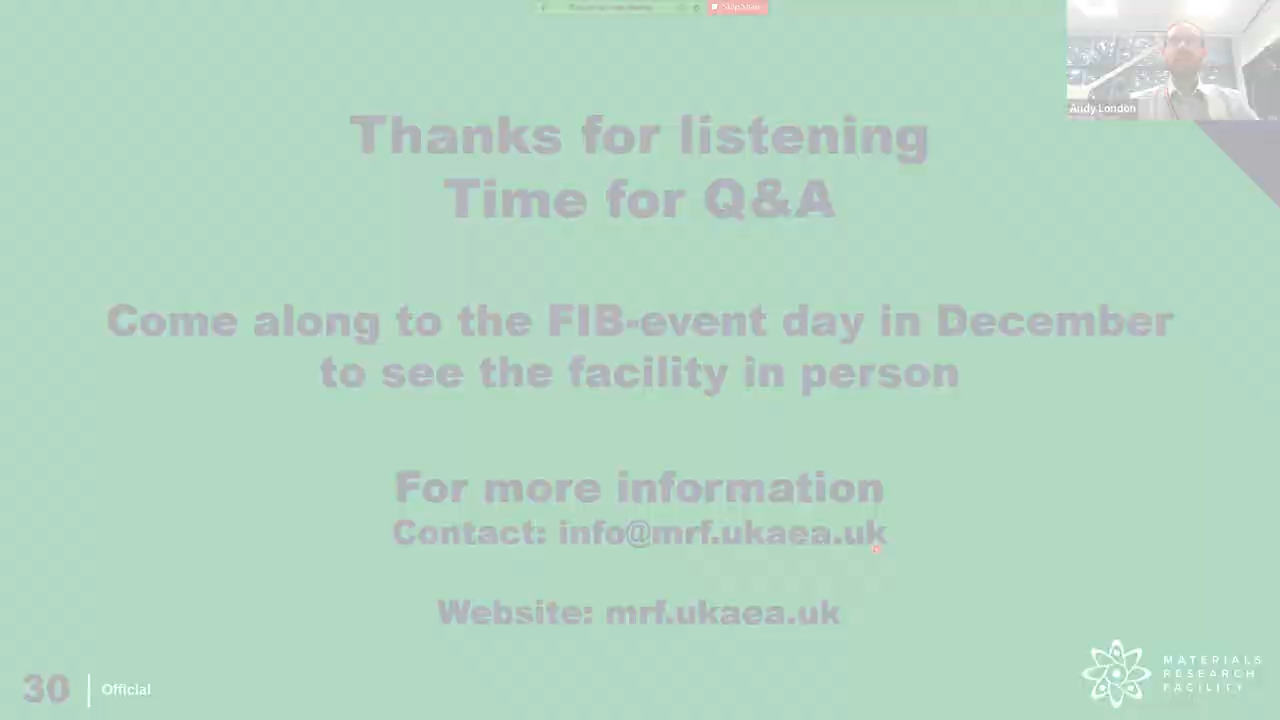 Stop Share
Andy London
Thanks for listening
Time for Q&A
Come along to the FIB-event day in December
to see the facility in person
For more information
Contact: info@mrf.ukaea.uk
Website: mrf.ukaea.uk
30
Official
MATERIALS
RESEARCH
FACILITY